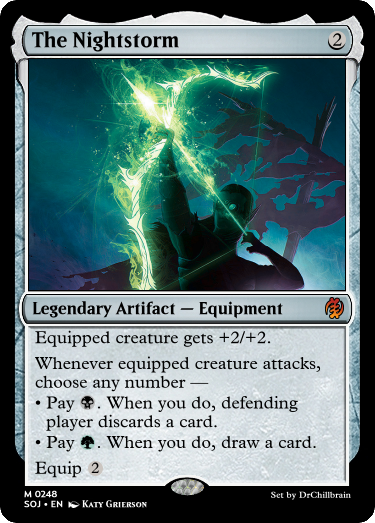 The Nightstorm 2
Legendary Artifact — Equipment
Equipped creature gets +2/+2.
Whenever equipped creature attacks,
choose any number —
• Pay . When you do, defending
player discards a card.
• Pay . When you do, draw a card.
Equip 2
M 0248
SOJ • EN Katy Grierson
Set by DrChillbrain